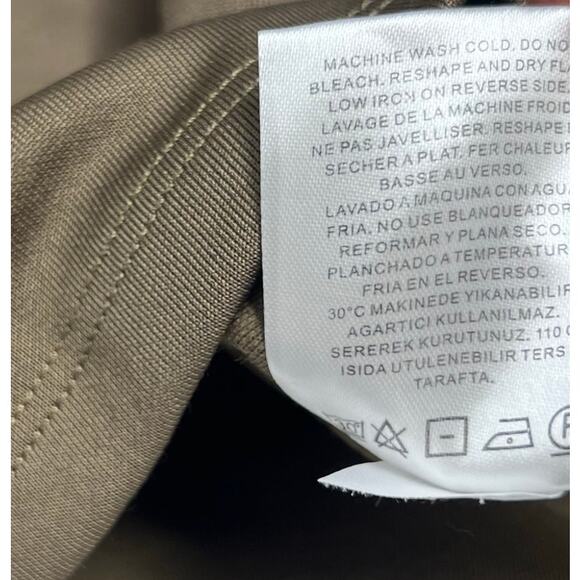 MACHINE WASH COLD. DO NO
BLEACH. RESHAPE AND DRY FLA
LOW IRON ON REVERSE SIDE.
LAVAGE DE LA MACHINE FROID
NE PAS JAVELLISER. RESHAPE
SECHER A PLAT. FER CHALEUR
BASSE AU VERSO.
LAVADO A MAQUINA CON AGU
FRIA. NO USE BLANQUEADOR
REFORMAR Y PLANA SECO.
PLANCHADO A TEMPERATUR
FRIA EN EL REVERSO.
30°C MAKINEDE YIKANABILIR
AGARTICI KULLANILMAZ.
SEREREK KURUTUNUZ. 110 C
ISIDA UTULENEBILIR TERS
TARAFTA.